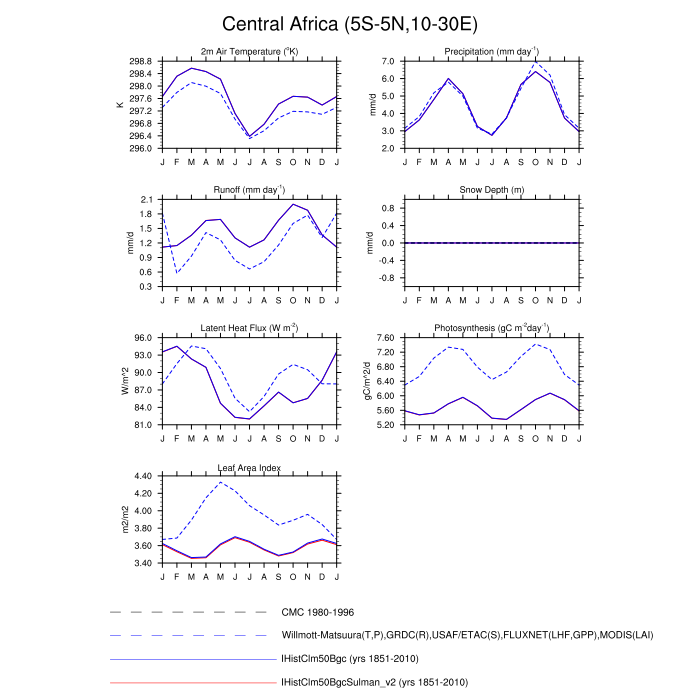 Central Africa (5S-5N,10-30E)
2m Air Temperature (°K)
298.8
298.4
298.0
297.6
297.2
296.8
296.4
296.0
K
J F M A M J J A S O N D J
Precipitation (mm day-1)
7.0
6.0
5.0
4.0
3.0
2.0
mm/d
J F M A M J J A S O N D J
Runoff (mm day-1)
2.1
1.8
1.5
1.2
0.9
0.6
0.3
mm/d
J F M A M J J A S O N D J
Snow Depth (m)
0.8
0.4
0.0
-0.4
-0.8
mm/d
J F M A M J J A S O N D J
Latent Heat Flux (W m-2)
96.0
93.0
90.0
87.0
84.0
81.0
W/m^2
J F M A M J J A S O N D J
Photosynthesis (gC m-2day-1)
7.60
7.20
6.80
6.40
6.00
5.60
5.20
gC/m^2/d
J F M A M J J A S O N D J
Leaf Area Index
4.40
4.20
4.00
3.80
3.60
3.40
m2/m2
J F M A M J J A S O N D J
CMC 1980-1996
Willmott-Matsuura(T,P),GRDC(R),USAF/ETAC(S),FLUXNET(LHF,GPP),MODIS(LAI)
IHistClm50Bgc (yrs 1851-2010)
IHistClm50BgcSulman_v2 (yrs 1851-2010)